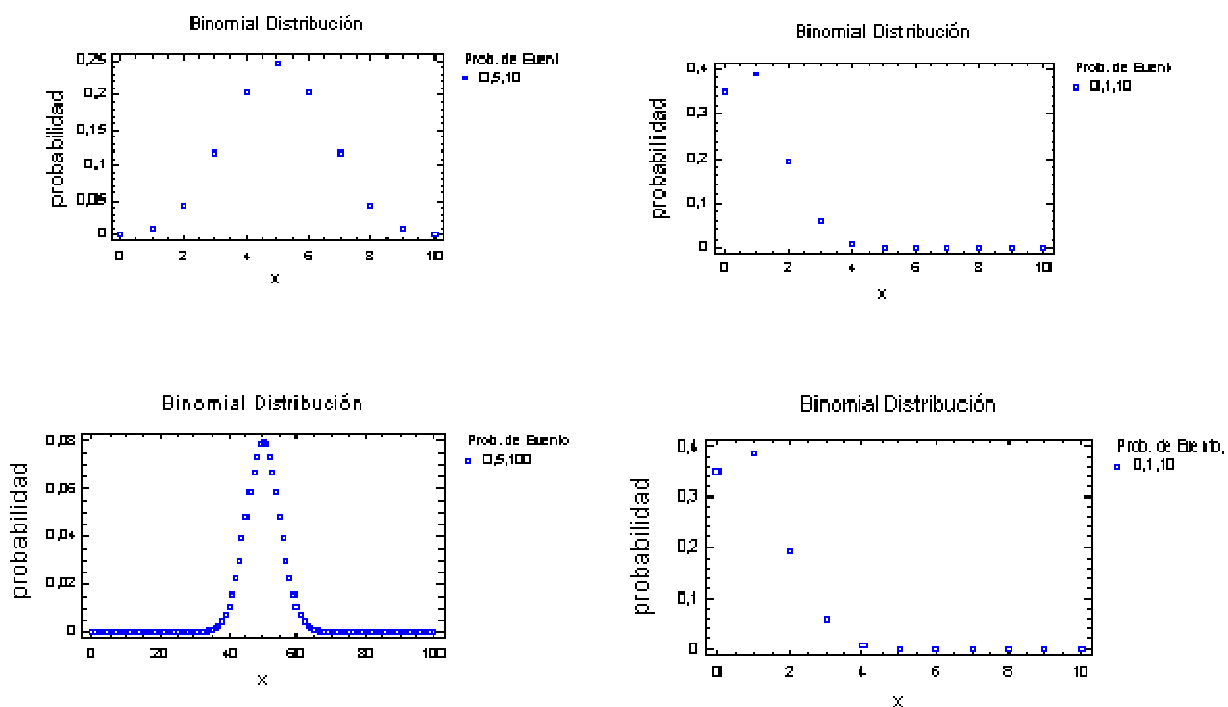 Binomial Distribución
Prob. de Euent
0,5,10
probabilidad
0,25
0,2
0,15
0,1
0,05
0
0 2 4 6 8 10
x
Binomial Distribución
Prob. de Euent
0,1,10
probabilidad
0,4
0,3
0,2
0,1
0
0 2 4 6 8 10
x
Binomial Distribución
Prob. de Euento
0,5,100
probabilidad
0,08
0,06
0,04
0,02
0
0 20 40 60 80 100
x
Binomial Distribución
Prob. de Euento,
0,1,10
probabilidad
0,4
0,3
0,2
0,1
0
0 2 4 6 8 10
x